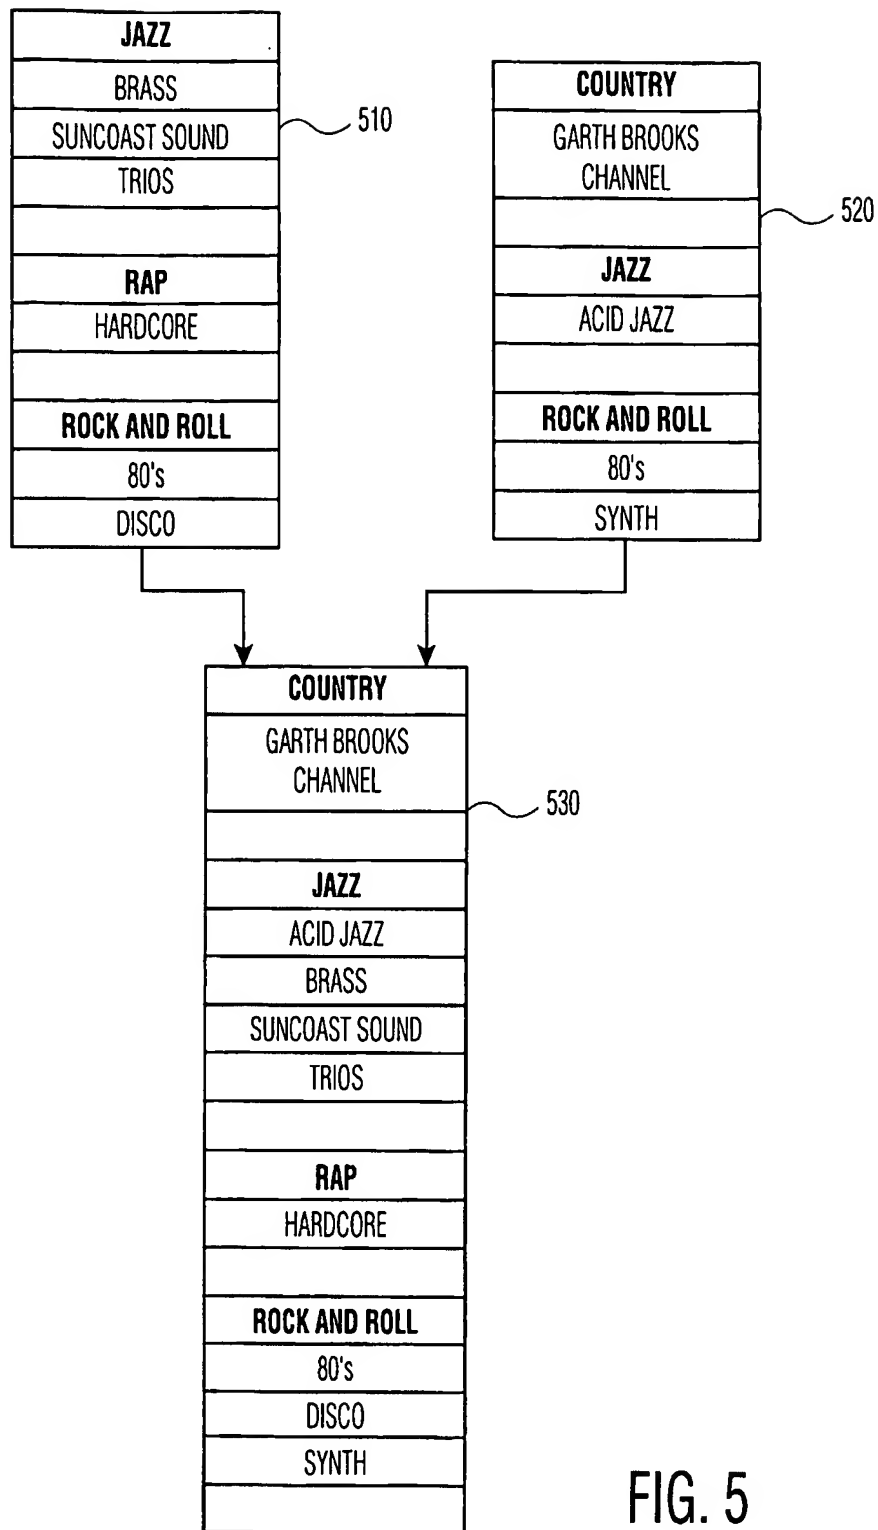 JAZZ
BRASS
SUNCOAST SOUND
TRIOS
RAP
HARDCORE
ROCK AND ROLL
80's
DISCO
510
COUNTRY
GARTH BROOKS
CHANNEL
JAZZ
ACID JAZZ
ROCK AND ROLL
80's
SYNTH
520
COUNTRY
GARTH BROOKS
CHANNEL
JAZZ
ACID JAZZ
BRASS
SUNCOAST SOUND
TRIOS
RAP
HARDCORE
ROCK AND ROLL
80's
DISCO
SYNTH
530
FIG. 5